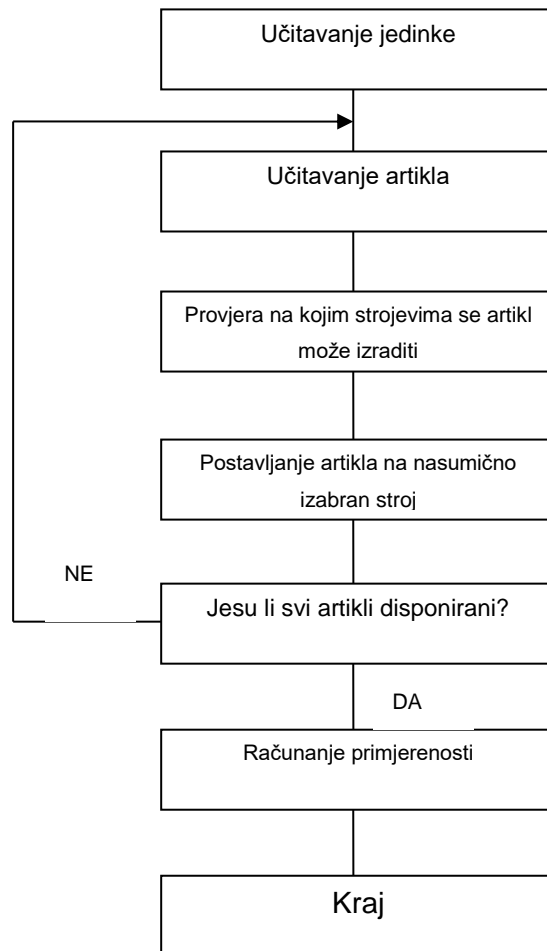 Učitavanje jedinke
Učitavanje artikla
Provjera na kojim strojevima se artikl
može izraditi
Postavljanje artikla na nasumično
izabran stroj
NE
Jesu li svi artikli disponirani?
DA
Računanje primjerenosti
Kraj